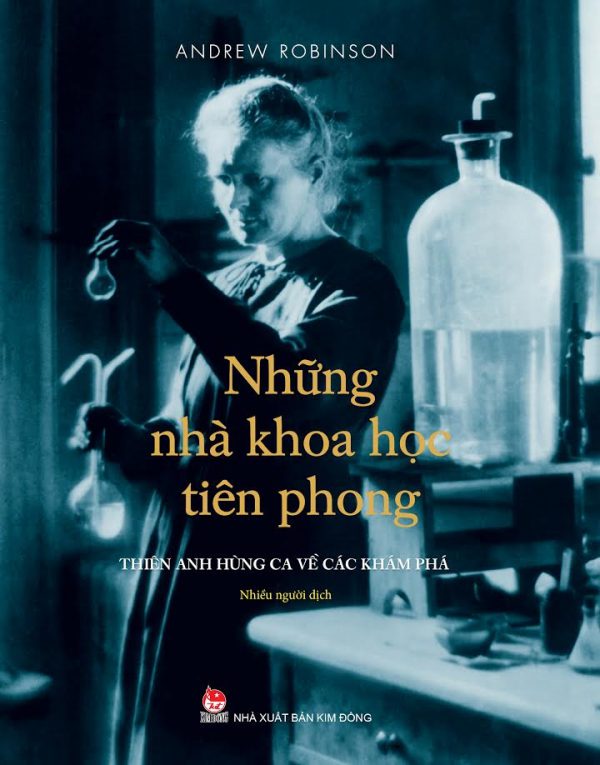 ANDREW ROBINSON
Những
nhà khoa học
tiên phong
THIÊN ANH HÙNG CA VỀ CÁC KHÁM PHÁ
Nhiều người dịch
NHÀ XUẤT BẢN KIM ĐỒNG